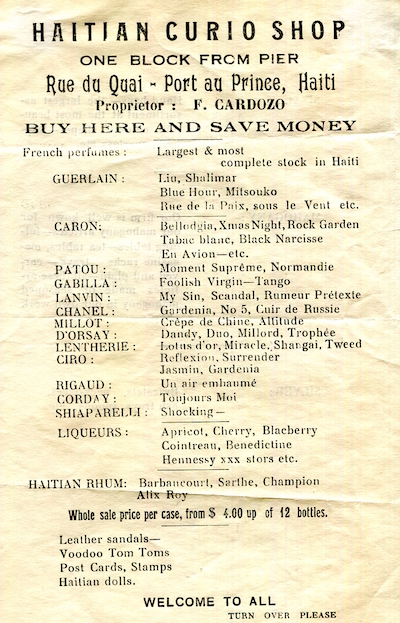 HAITIAN CURIO SHOP
ONE BLOCK FROM PIER
Rue du Quai - Port au Prince, Haiti
Proprietor : F. CARDOZO
BUY HERE AND SAVE MONEY
French perfumes : Largest & most
complete stock in Haiti
GUERLAIN : Liu, Shalimar
Blue Hour, Mitsouko
Rue de la Paix, sous le Vent etc.
CARON: Bellodgia, Xmas Night, Rock Garden
Tabac blanc, Black Narcisse
En Avion—etc.
PATOU : Moment Suprême, Normandie
GABILLA : Foolish Virgin—Tango
LANVIN : My Sin, Scandal, Rumeur Prétexte
CHANEL : Gardenia, No 5, Cuir de Russie
MILLOT : Crêpe de Chine, Altitude
D'ORSAY : Dandy, Duo, Millord, Trophée
LENTHERIE : Lotus d'or, Miracle, Shangai, Tweed
CIRO : Reflexion, Surrender
Jasmin, Gardenia
RIGAUD : Un air embaumé
CORDAY : Toujours Moi
SHIAPARELLI : Shocking —
LIQUEURS : Apricot, Cherry, Blacberry
Cointreau, Benedictine
Hennessy xxx stors etc.
HAITIAN RHUM: Barbancourt, Sarthe, Champion
Alix Roy
Whole sale price per case, from $ 4.00 up of 12 bottles.
Leather sandals—
Voodoo Tom Toms
Post Cards, Stamps
Haitian dolls.
WELCOME TO ALL
TURN OVER PLEASE